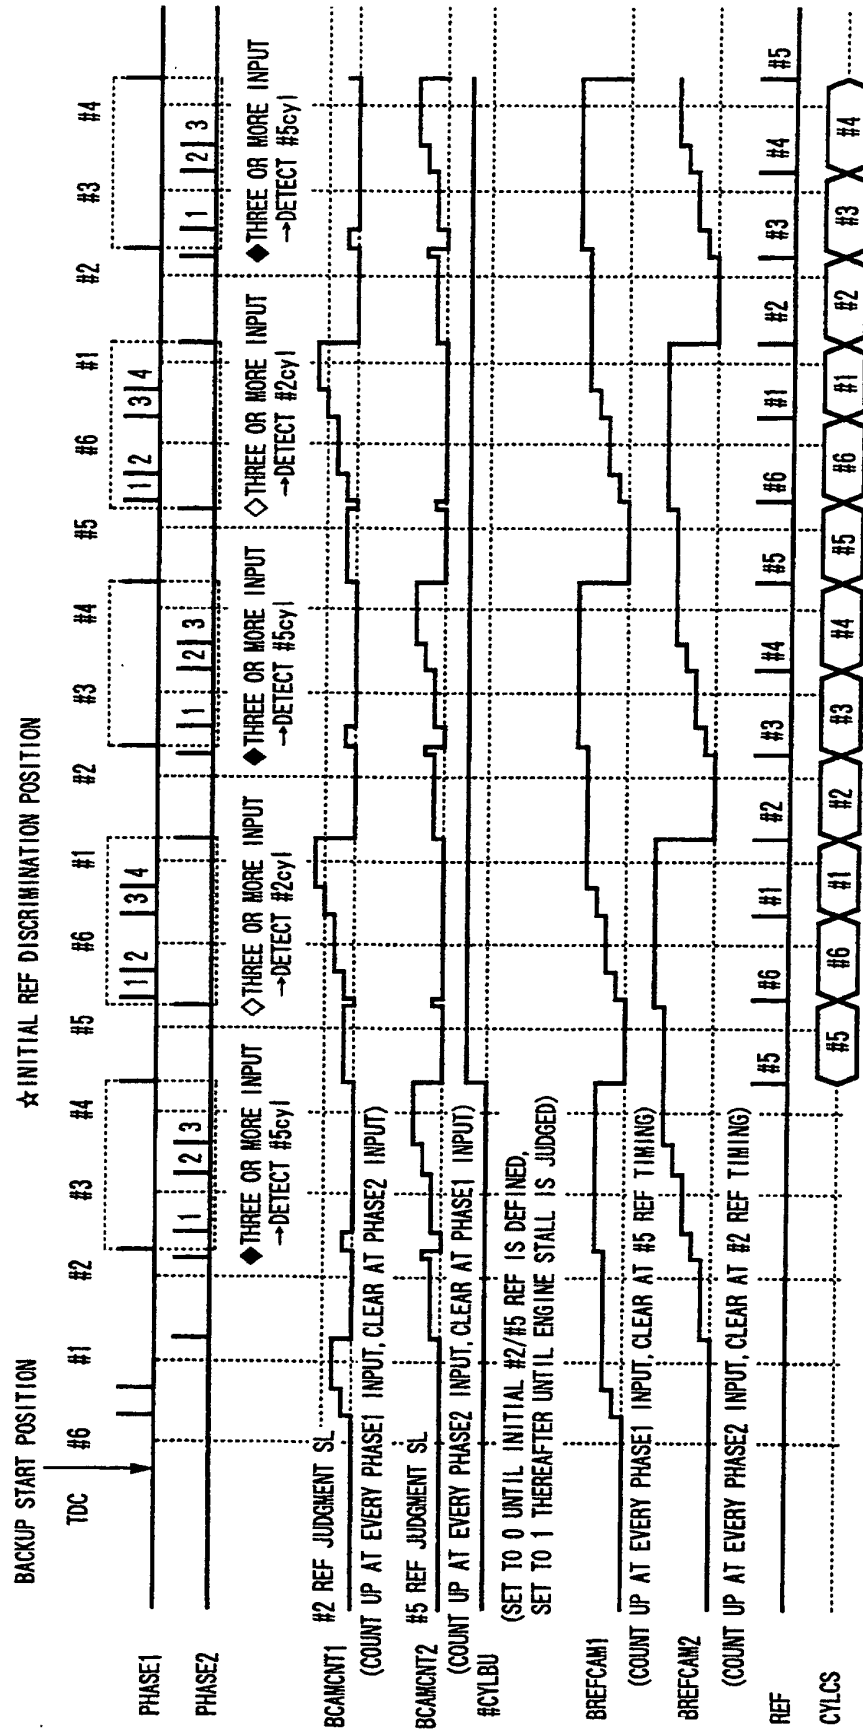 BACKUP START POSITION
☆INITIAL REF DISCRIMINATION POSITION
TDC #6 #1 #2 #3 #4 #5 #6 #1 #2 #3 #4 #5 #6 #1 #2 #3 #4
PHASE1
1 2 3 4
1 2 3 4
PHASE2
1 2 3
1 2 3
1 2 3
◆THREE OR MORE INPUT
→DETECT #5cyl
◇THREE OR MORE INPUT
→DETECT #2cyl
◆THREE OR MORE INPUT
→DETECT #5cyl
◇THREE OR MORE INPUT
→DETECT #2cyl
◆THREE OR MORE INPUT
→DETECT #5cyl
#2 REF JUDGMENT SL
BCAMCNT1
(COUNT UP AT EVERY PHASE1 INPUT, CLEAR AT PHASE2 INPUT)
#5 REF JUDGMENT SL
BCAMCNT2
(COUNT UP AT EVERY PHASE2 INPUT, CLEAR AT PHASE1 INPUT)
#CYLBU
(SET TO 0 UNTIL INITIAL #2/#5 REF IS DEFINED,
SET TO 1 THEREAFTER UNTIL ENGINE STALL IS JUDGED)
BREFCAM1
(COUNT UP AT EVERY PHASE1 INPUT, CLEAR AT #5 REF TIMING)
BREFCAM2
(COUNT UP AT EVERY PHASE2 INPUT, CLEAR AT #2 REF TIMING)
REF
#5 #6 #1 #2 #3 #4 #5 #6 #1 #2 #3 #4 #5
CYLCS
#5 #6 #1 #2 #3 #4 #5 #6 #1 #2 #3 #4